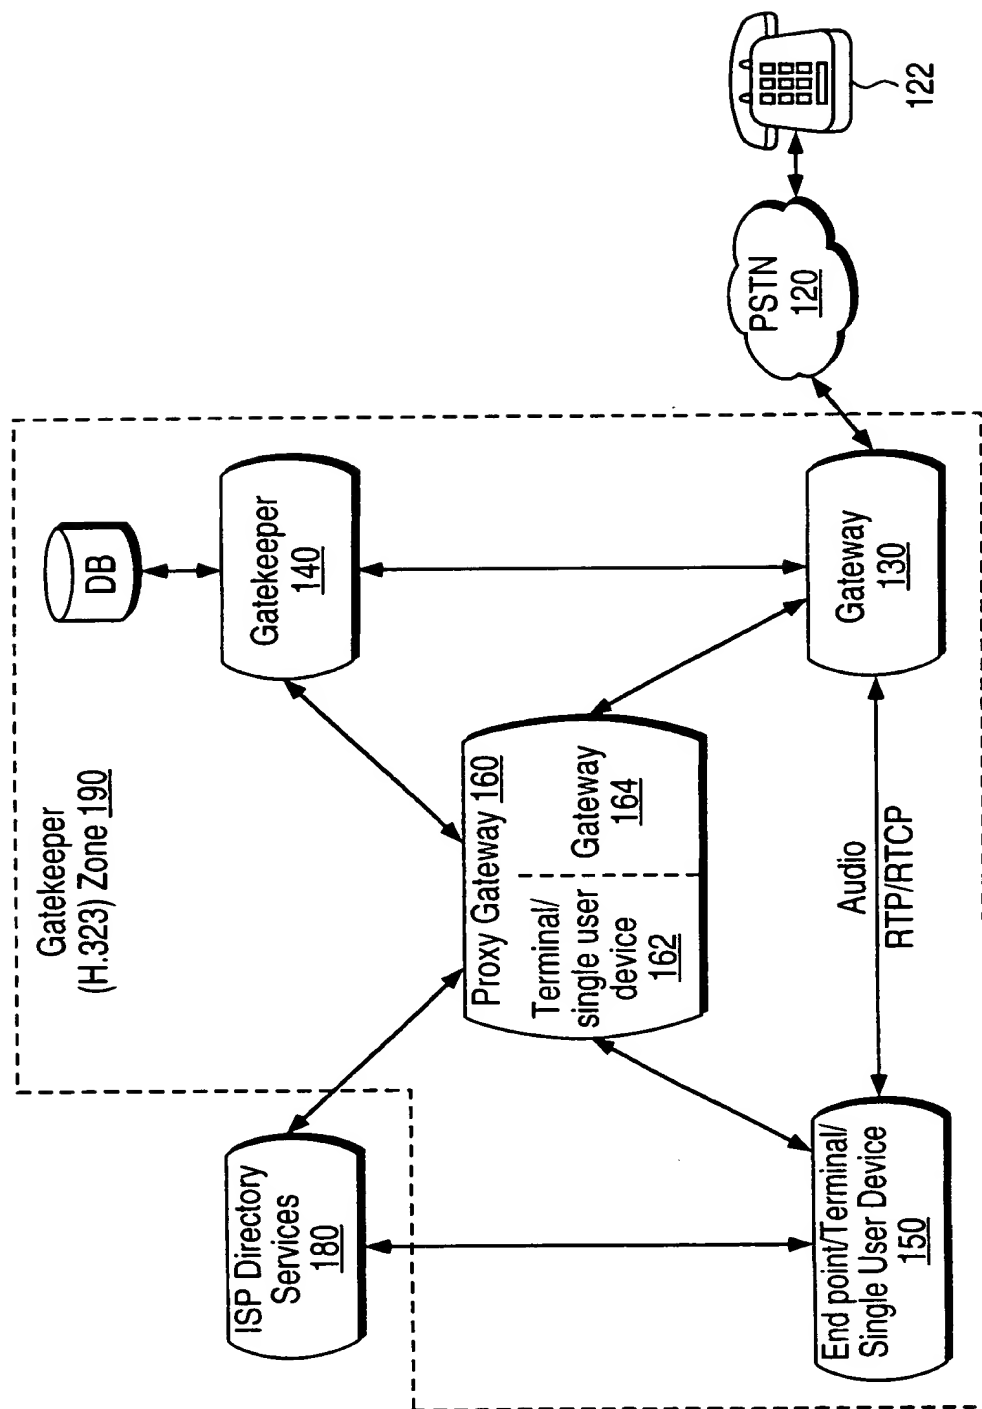 Gatekeeper
(H.323) Zone 190
DB
Gatekeeper
140
ISP Directory
Services
180
Proxy Gateway 160
Terminal/
single user
device
162
Gateway
164
End point/Terminal/
Single User Device
150
Audio
RTP/RTCP
Gateway
130
PSTN
120
122